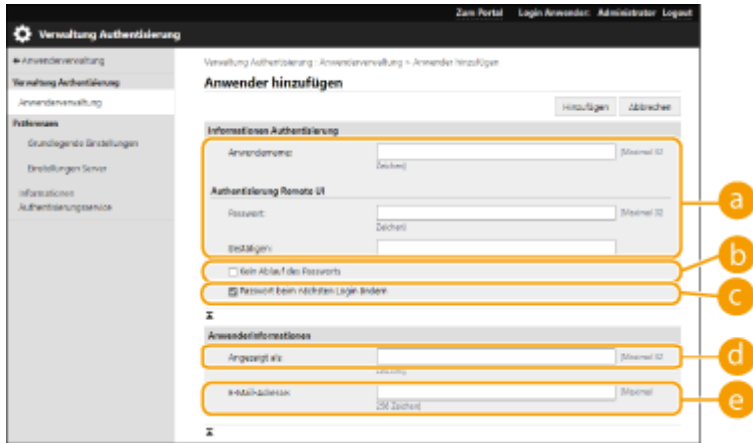 Zum Portal Login Anwender: Administrator Logout
Verwaltung Authentisierung
Anwenderverwaltung
Verwaltung Authentisierung : Anwenderverwaltung > Anwender hinzufügen
Verwaltung Authentisierung
Anwender hinzufügen
Anwenderverwaltung
Hinzufügen Abbrechen
Präferenzen
Informationen Authentisierung
Grundlegende Einstellungen
Anwendername: [Maximal 32
Zeichen]
Einstellungen Server
Informationen
Authentisierungsservice
Authentisierung Remote UI
a
Passwort: [Maximal 32
Zeichen]
Bestätigen:
b
Kein Ablauf des Passworts
Passwort beim nächsten Login ändern
c
Anwenderinformationen
Angezeigt als: [Maximal 32
d
E-Mail-Adresse: [Maximal
256 Zeichen]
e